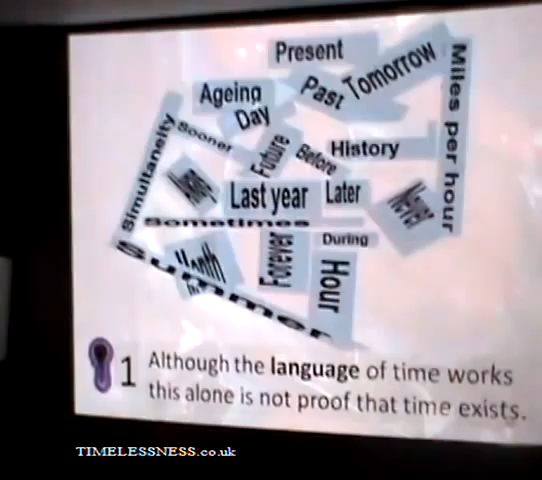 Present
Tomorrow
Past
Miles per hour
Ageing
Day
Sooner
Simultaneity
Future
Before
History
Last year
Later
Never
Sometimes
Forever
During
Month
Summer
Hour
1 Although the language of time works
this alone is not proof that time exists.
TIMELESSNESS.co.uk